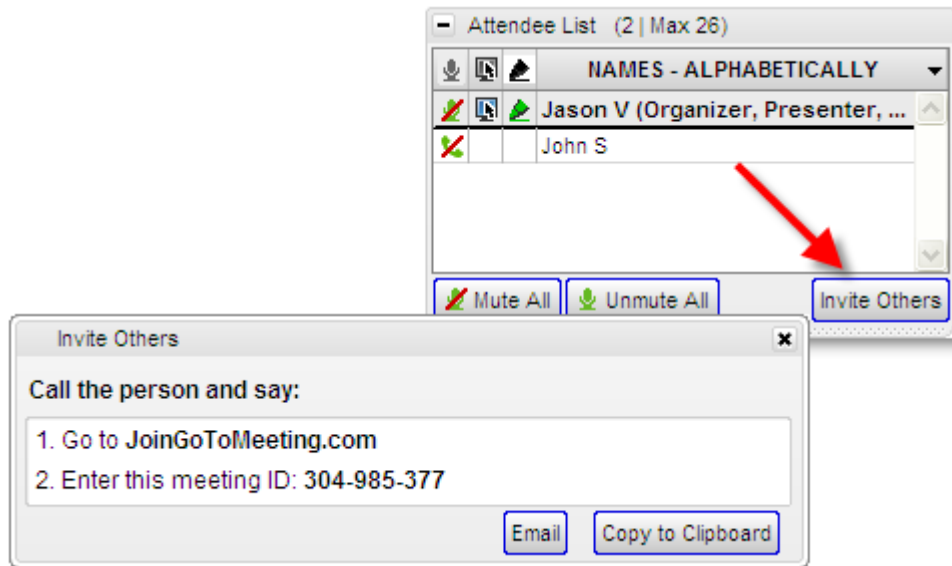 Attendee List (2 | Max 26)
NAMES - ALPHABETICALLY
Jason V (Organizer, Presenter, ...
John S
Mute All Unmute All Invite Others
Invite Others
Call the person and say:
1. Go to JoinGoToMeeting.com
2. Enter this meeting ID: 304-985-377
Email Copy to Clipboard